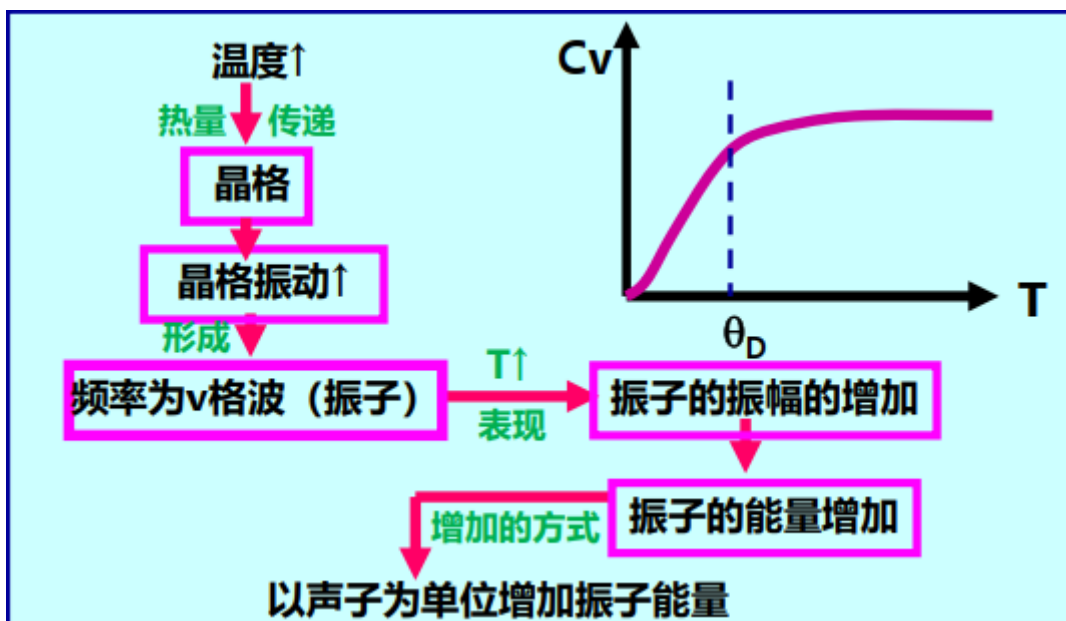 温度↑
热量 传递
晶格
晶格振动↑
形成
频率为v格波（振子）
T↑
表现
振子的振幅的增加
振子的能量增加
增加的方式
以声子为单位增加振子能量
Cv
T
θD